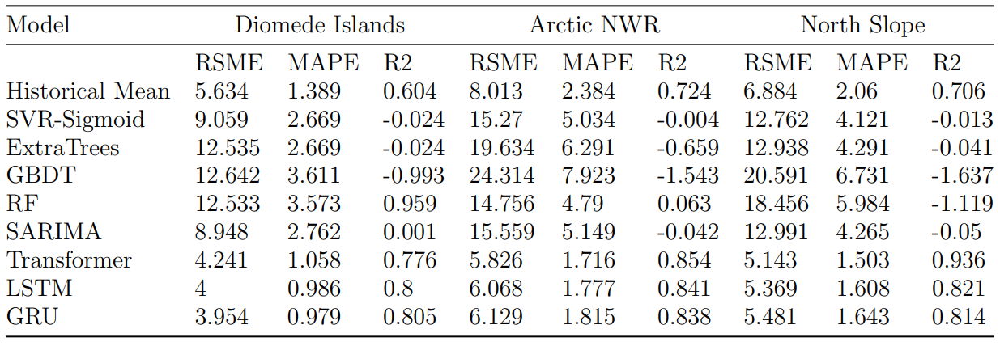 Model Diomede Islands Arctic NWR North Slope
RSME MAPE R2 RSME MAPE R2 RSME MAPE R2
Historical Mean 5.634 1.389 0.604 8.013 2.384 0.724 6.884 2.06 0.706
SVR-Sigmoid 9.059 2.669 -0.024 15.27 5.034 -0.004 12.762 4.121 -0.013
ExtraTrees 12.535 2.669 -0.024 19.634 6.291 -0.659 12.938 4.291 -0.041
GBDT 12.642 3.611 -0.993 24.314 7.923 -1.543 20.591 6.731 -1.637
RF 12.533 3.573 0.959 14.756 4.79 0.063 18.456 5.984 -1.119
SARIMA 8.948 2.762 0.001 15.559 5.149 -0.042 12.991 4.265 -0.05
Transformer 4.241 1.058 0.776 5.826 1.716 0.854 5.143 1.503 0.936
LSTM 4 0.986 0.8 6.068 1.777 0.841 5.369 1.608 0.821
GRU 3.954 0.979 0.805 6.129 1.815 0.838 5.481 1.643 0.814